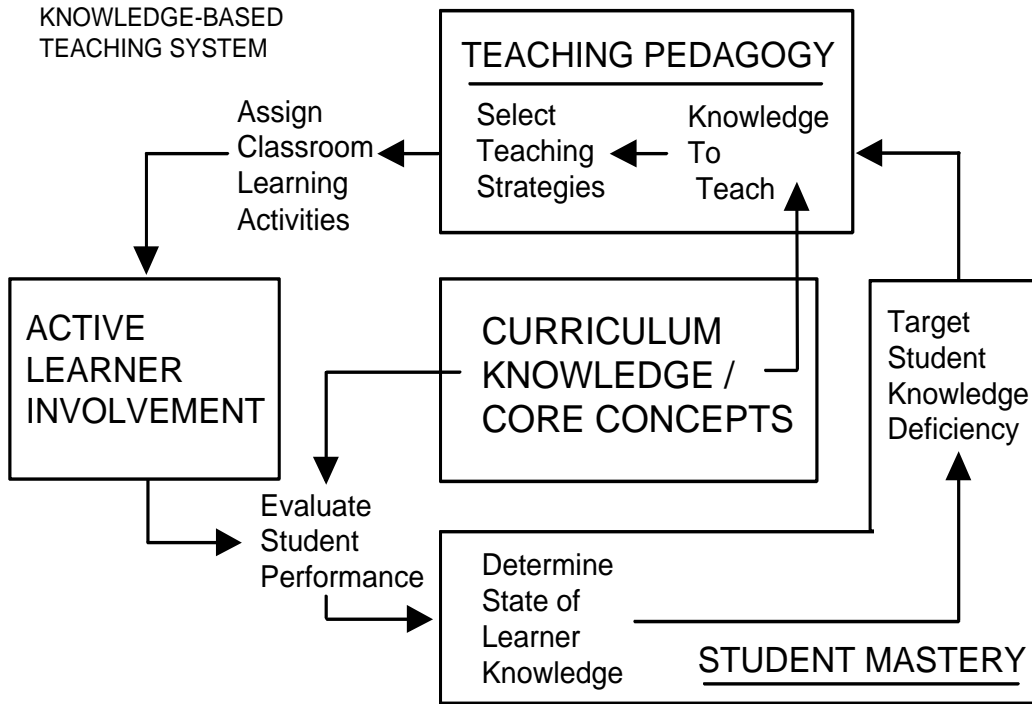 KNOWLEDGE-BASED
TEACHING SYSTEM
TEACHING PEDAGOGY
Assign
Classroom
Learning
Activities
Select
Teaching
Strategies
Knowledge
To
Teach
ACTIVE
LEARNER
INVOLVEMENT
CURRICULUM
KNOWLEDGE /
CORE CONCEPTS
Target
Student
Knowledge
Deficiency
Evaluate
Student
Performance
Determine
State of
Learner
Knowledge
STUDENT MASTERY